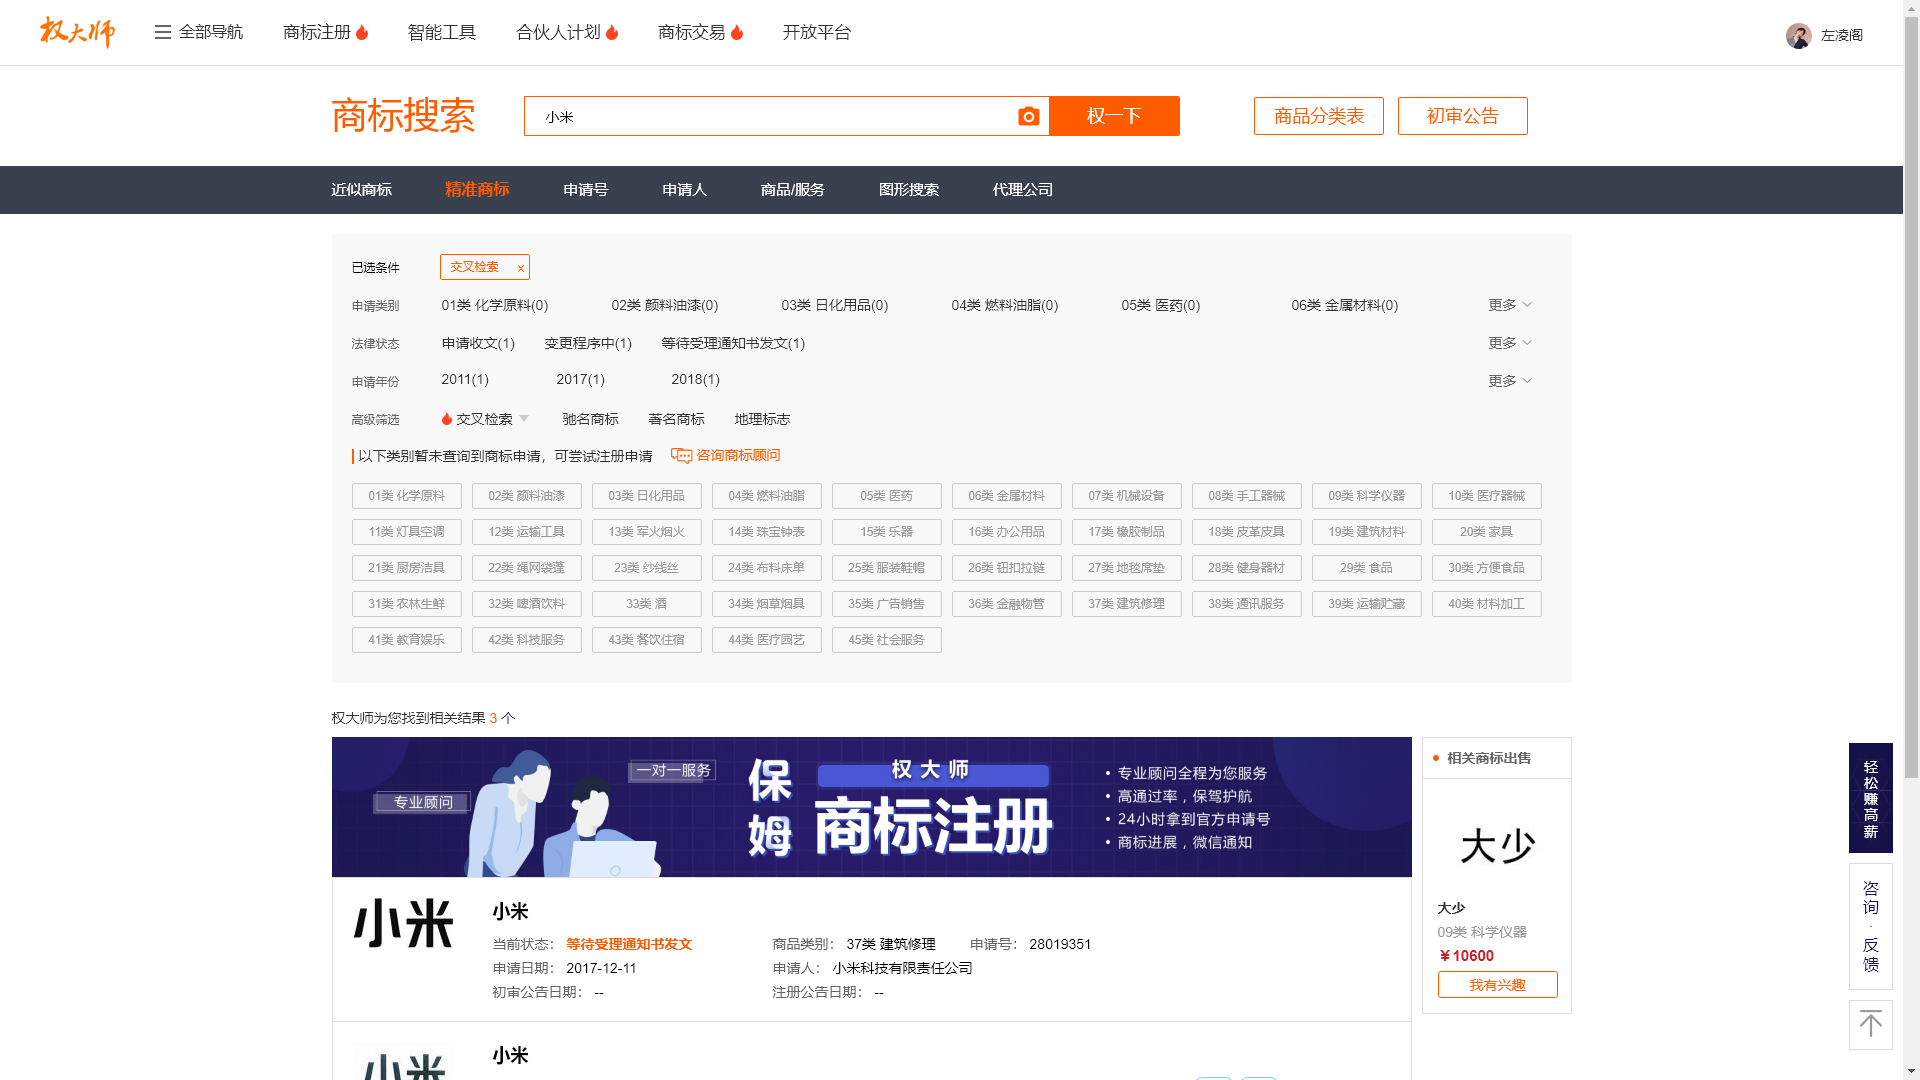 权大师 全部导航 商标注册 智能工具 合伙人计划 商标交易 开放平台 左凌阁
商标搜索 小米 权一下 商品分类表 初审公告
近似商标 精准商标 申请号 申请人 商品/服务 图形搜索 代理公司
已选条件 交叉检索 x
申请类别 01类 化学原料(0) 02类 颜料油漆(0) 03类 日化用品(0) 04类 燃料油脂(0) 05类 医药(0) 06类 金属材料(0) 更多
法律状态 申请收文(1) 变更程序中(1) 等待受理通知书发文(1) 更多
申请年份 2011(1) 2017(1) 2018(1) 更多
高级筛选 交叉检索 驰名商标 著名商标 地理标志
以下类别暂未查询到商标申请，可尝试注册申请 咨询商标顾问
01类 化学原料 02类 颜料油漆 03类 日化用品 04类 燃料油脂 05类 医药 06类 金属材料 07类 机械设备 08类 手工器械 09类 科学仪器 10类 医疗器械
11类 灯具空调 12类 运输工具 13类 军火烟火 14类 珠宝钟表 15类 乐器 16类 办公用品 17类 橡胶制品 18类 皮革皮具 19类 建筑材料 20类 家具
21类 厨房洁具 22类 绳网袋蓬 23类 纱线丝 24类 布料床单 25类 服装鞋帽 26类 钮扣拉链 27类 地毯席垫 28类 健身器材 29类 食品 30类 方便食品
31类 农林生鲜 32类 啤酒饮料 33类 酒 34类 烟草烟具 35类 广告销售 36类 金融物管 37类 建筑修理 38类 通讯服务 39类 运输贮藏 40类 材料加工
41类 教育娱乐 42类 科技服务 43类 餐饮住宿 44类 医疗园艺 45类 社会服务
权大师为您找到相关结果 3 个
专业顾问
一对一服务
保姆
权大师
商标注册
• 专业顾问全程为您服务
• 高通过率，保驾护航
• 24小时拿到官方申请号
• 商标进展，微信通知
小米
小米
当前状态： 等待受理通知书发文 商品类别： 37类 建筑修理 申请号： 28019351
申请日期： 2017-12-11 申请人： 小米科技有限责任公司
初审公告日期： -- 注册公告日期： --
小米
小米
相关商标出售
大少
大少
09类 科学仪器
￥10600
我有兴趣
轻松赚高薪
咨询·反馈